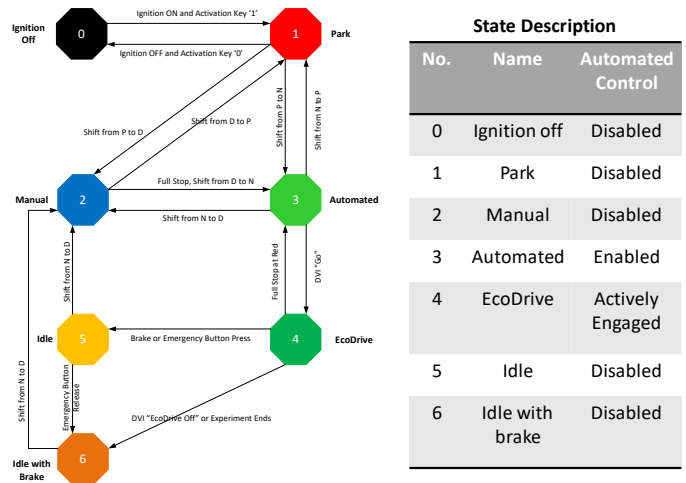 Ignition
Off
0
Ignition ON and Activation Key ‘1’
Ignition OFF and Activation Key ‘0’
1
Park
Shift from P to D
Shift from D to P
Shift from P to N
Shift from N to P
Manual
2
Full Stop, Shift from D to N
Shift from N to D
3
Automated
Shift from N to D
Shift from N to D
Full Stop at Red
DVI “Go”
Idle
5
Brake or Emergency Button Press
4
EcoDrive
Emergency Button
Release
DVI “EcoDrive Off” or Experiment Ends
Idle with
Brake
6
State Description
No.
Name
Automated
Control
0 Ignition off Disabled
1 Park Disabled
2 Manual Disabled
3 Automated Enabled
4 EcoDrive Actively
Engaged
5 Idle Disabled
6 Idle with Disabled
brake